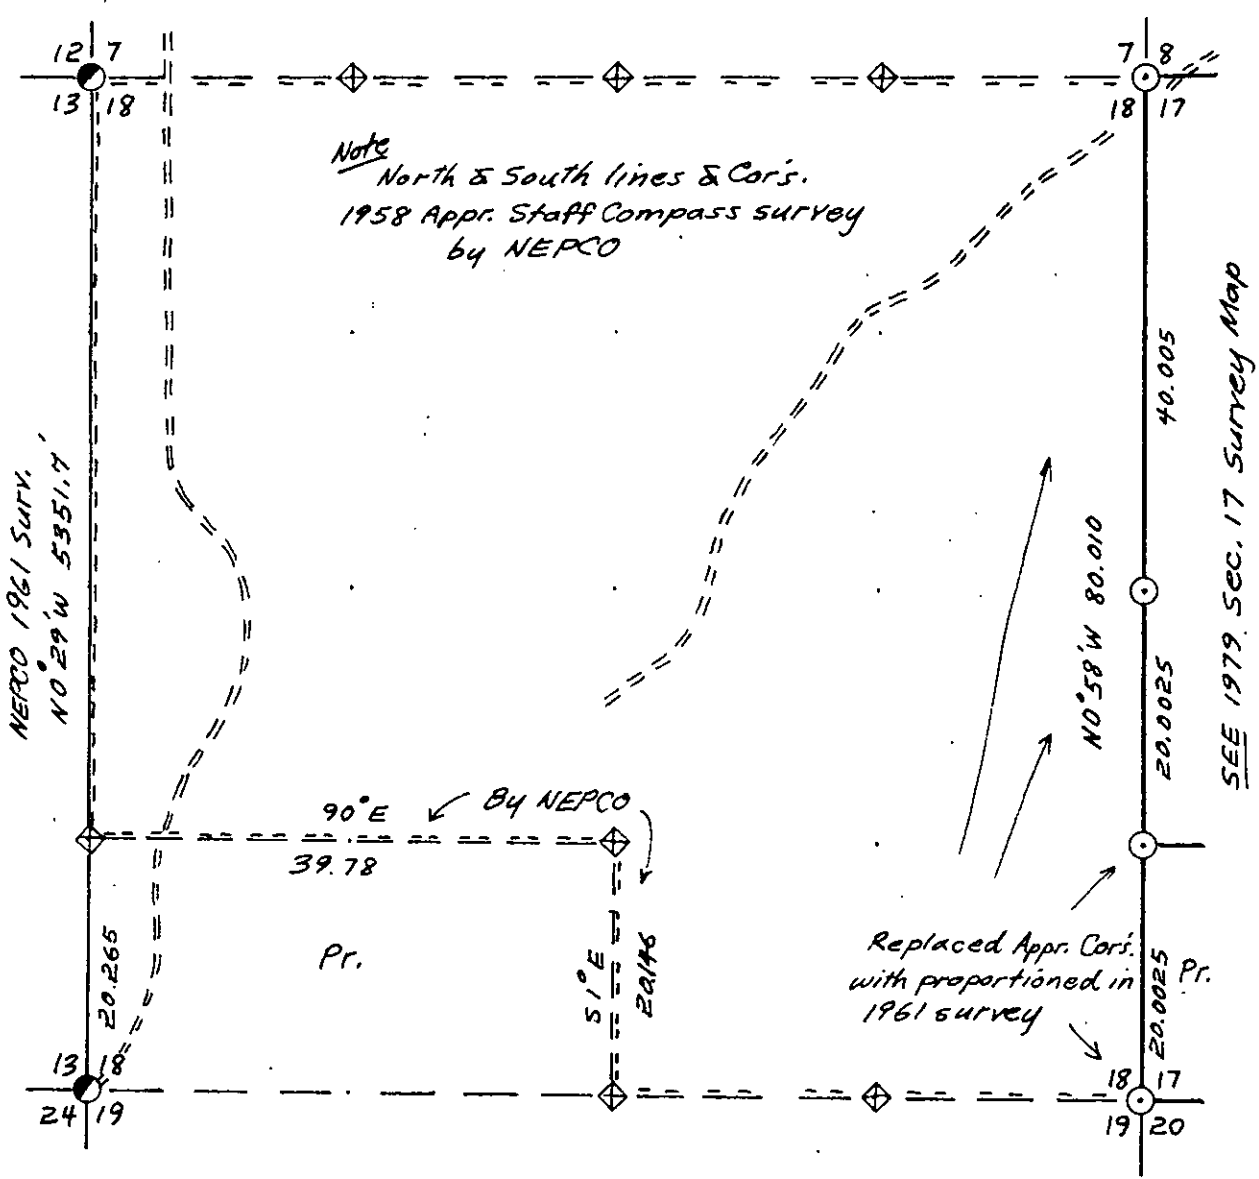 12 7
13 18
7 8
18 17
Note
North & South lines & Cor's.
1958 Appr. Staff Compass survey
by NEPCO
NEPCO 1961 Surv.
N0°29'W 5351.7'
40.005
SEE 1979 Sec. 17 Survey Map
N0°58'W 80.010
20.0025
90°E
By NEPCO
39.78
Pr.
20.265
S1°E
20.146
Replaced Appr. Cor's.
with proportioned in
1961 survey
20.0025
Pr.
13 18
24 19
18 17
19 20